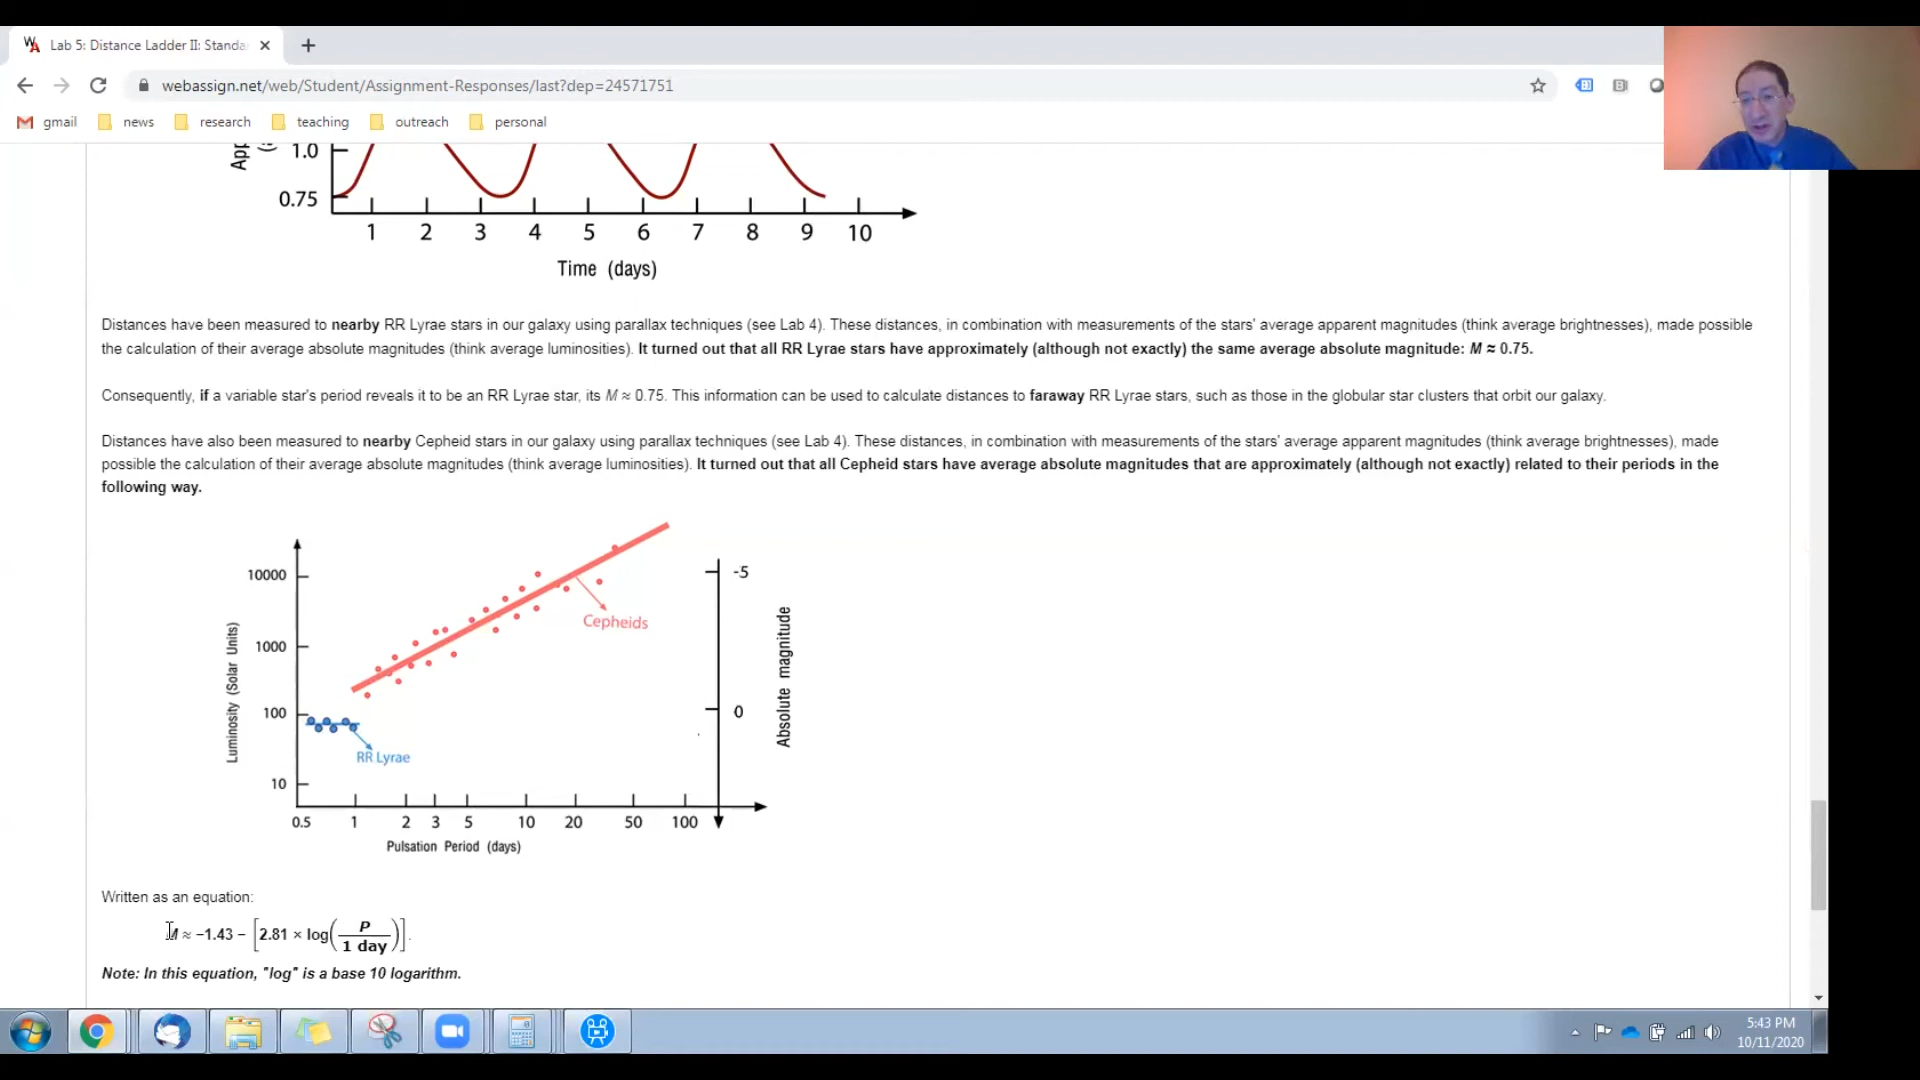 Lab 5: Distance Ladder II: Standa
webassign.net/web/Student/Assignment-Responses/last?dep=24571751
gmail news research teaching outreach personal
App
1.0
0.75
1 2 3 4 5 6 7 8 9 10
Time (days)
Distances have been measured to nearby RR Lyrae stars in our galaxy using parallax techniques (see Lab 4). These distances, in combination with measurements of the stars' average apparent magnitudes (think average brightnesses), made possible
the calculation of their average absolute magnitudes (think average luminosities). It turned out that all RR Lyrae stars have approximately (although not exactly) the same average absolute magnitude: M ≈ 0.75.
Consequently, if a variable star's period reveals it to be an RR Lyrae star, its M ≈ 0.75. This information can be used to calculate distances to faraway RR Lyrae stars, such as those in the globular star clusters that orbit our galaxy.
Distances have also been measured to nearby Cepheid stars in our galaxy using parallax techniques (see Lab 4). These distances, in combination with measurements of the stars' average apparent magnitudes (think average brightnesses), made
possible the calculation of their average absolute magnitudes (think average luminosities). It turned out that all Cepheid stars have average absolute magnitudes that are approximately (although not exactly) related to their periods in the
following way.
Luminosity (Solar Units)
10000
1000
100
10
Cepheids
RR Lyrae
-5
0
Absolute magnitude
0.5 1 2 3 5 10 20 50 100
Pulsation Period (days)
Written as an equation:
M ≈ −1.43 − [2.81 × log(P / 1 day)].
Note: In this equation, "log" is a base 10 logarithm.
5:43 PM
10/11/2020